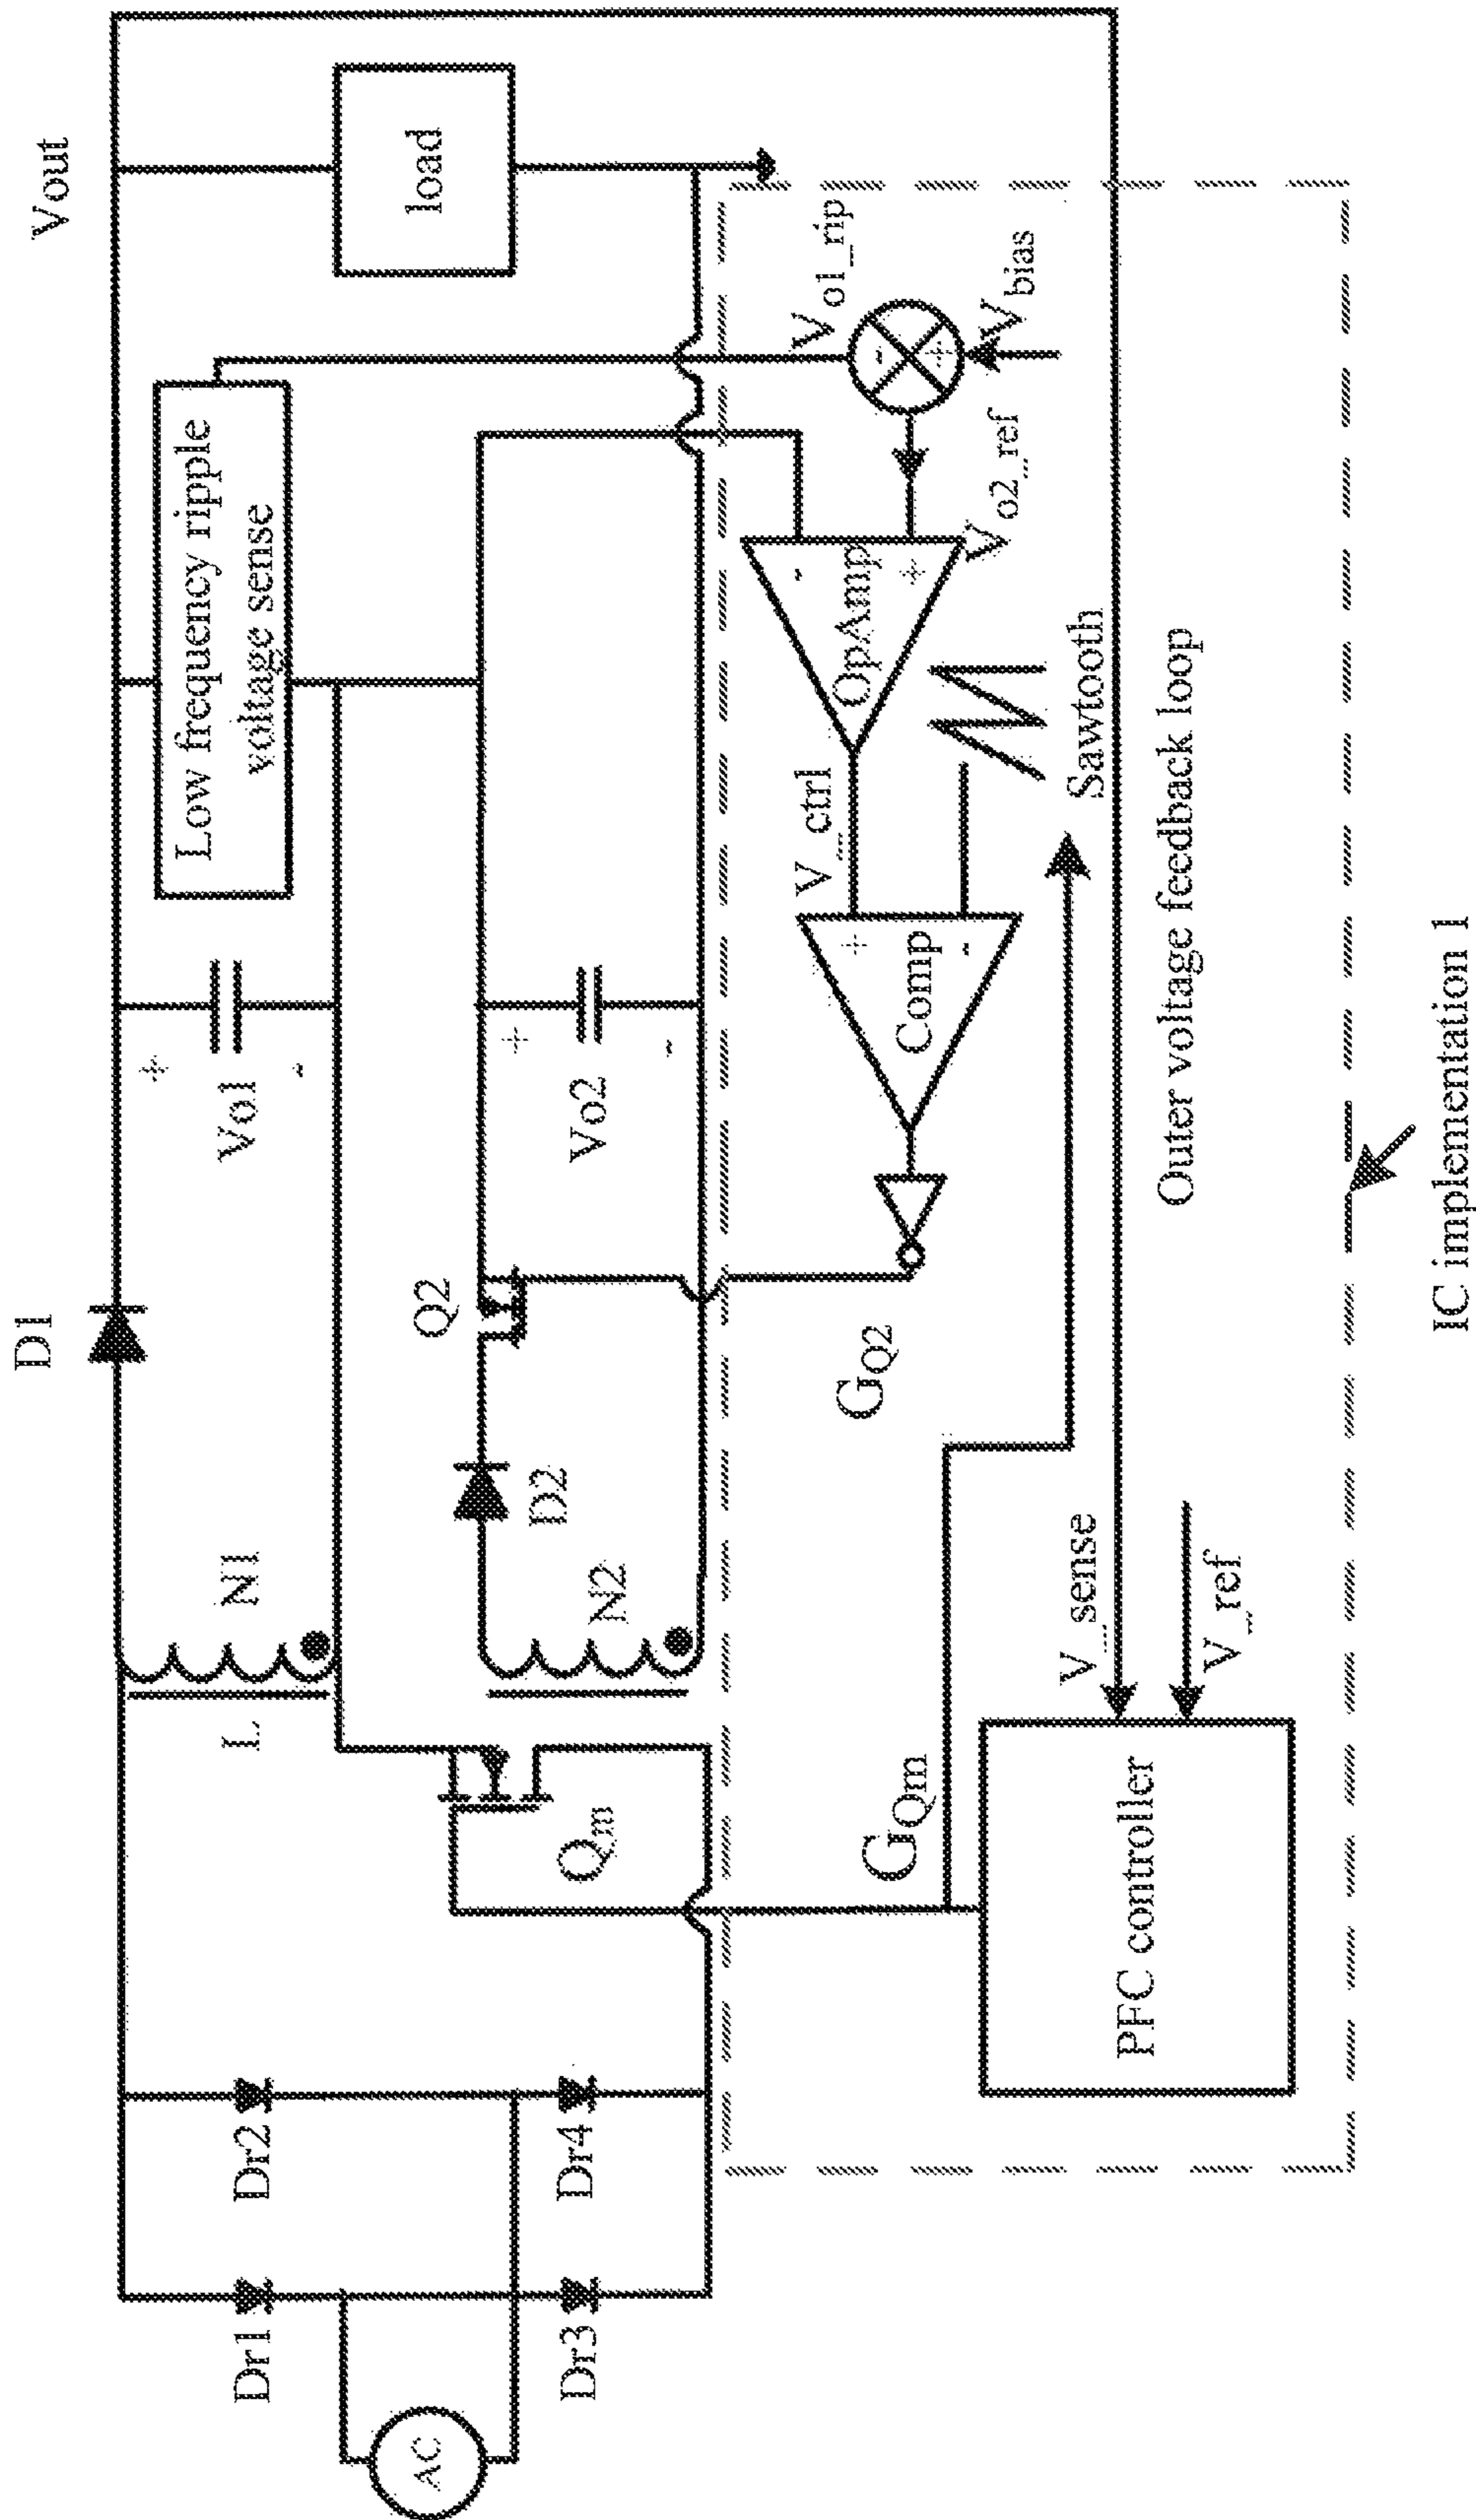 D1
Vout
L
N1
Vo1
+
-
Low frequency ripple
voltage sense
load
Dr1
Dr2
AC
Dr3
Dr4
Qm
N2
D2
Q2
Vo2
+
-
GQm
GQ2
Comp
+
-
V_ctrl
OpAmp
-
+
Vo1_rip
-
+
Vbias
Vo2_ref
Sawtooth
PFC controller
V_sense
V_ref
Outer voltage feedback loop
IC implementation 1